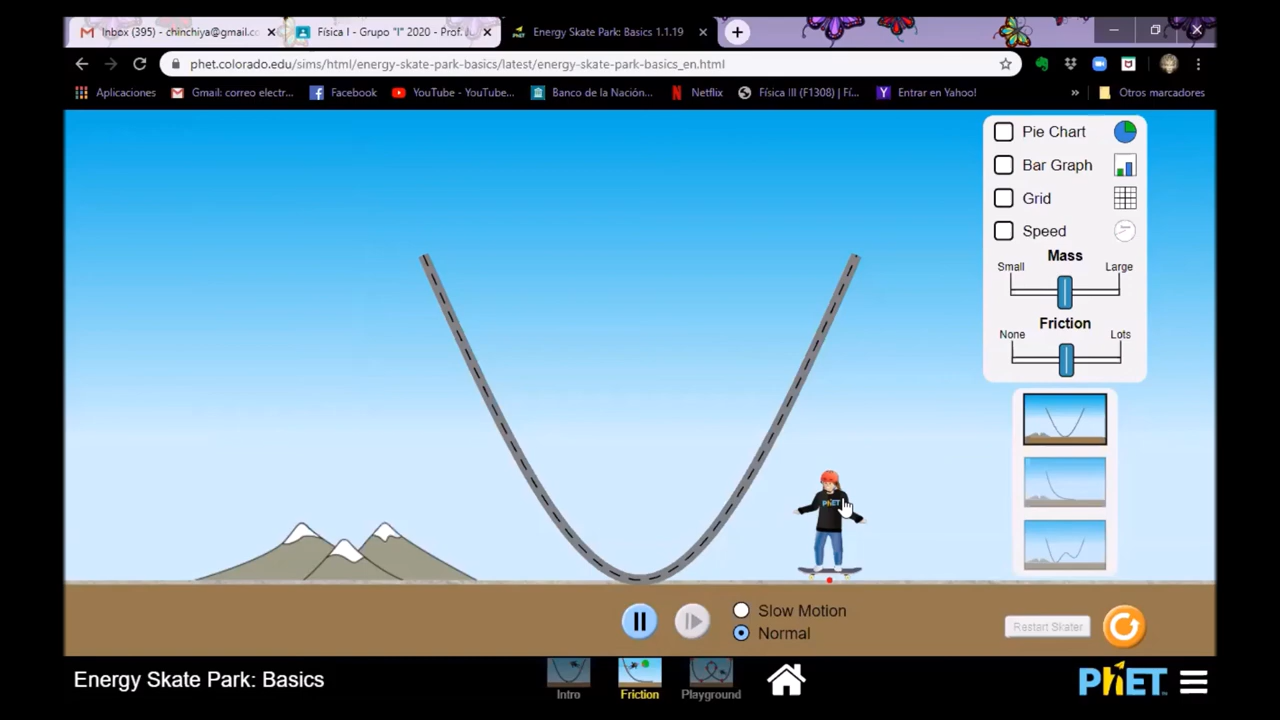 Inbox (395) - chinchiya@gmail.cc
Física I - Grupo "I" 2020 - Prof. Ju
Energy Skate Park: Basics 1.1.19
phet.colorado.edu/sims/html/energy-skate-park-basics/latest/energy-skate-park-basics_en.html
Aplicaciones
Gmail: correo electr...
Facebook
YouTube - YouTube...
Banco de la Nación...
Netflix
Física III (F1308) | Fí...
Entrar en Yahoo!
»
Otros marcadores
Pie Chart
Bar Graph
Grid
Speed
Mass
Small
Large
Friction
None
Lots
PhET
Slow Motion
Normal
Restart Skater
Energy Skate Park: Basics
Intro
Friction
Playground
PhET